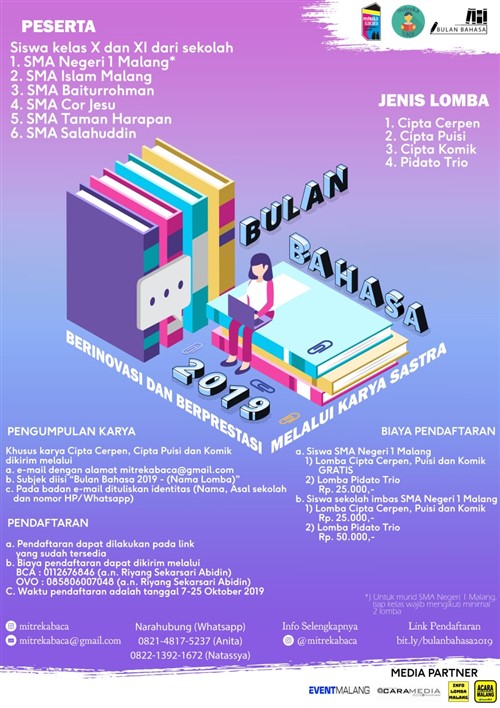 PESERTA
Siswa kelas X dan XI dari sekolah
1. SMA Negeri 1 Malang*
2. SMA Islam Malang
3. SMA Baiturrohman
4. SMA Cor Jesu
5. SMA Taman Harapan
6. SMA Salahuddin
BULAN BAHASA
JENIS LOMBA
1. Cipta Cerpen
2. Cipta Puisi
3. Cipta Komik
4. Pidato Trio
BULAN
BAHASA
2019
BERINOVASI DAN BERPRESTASI
MELALUI KARYA SASTRA
PENGUMPULAN KARYA
Khusus karya Cipta Cerpen, Cipta Puisi dan Komik
dikirim melalui
a. e-mail dengan alamat mitrekabaca@gmail.com
b. Subjek diisi "Bulan Bahasa 2019 - (Nama Lomba)"
c. Pada badan e-mail dituliskan identitas (Nama, Asal sekolah
dan nomor HP/Whatsapp)
PENDAFTARAN
a. Pendaftaran dapat dilakukan pada link
yang sudah tersedia
b. Biaya pendaftaran dapat dikirim melalui
BCA : 0112676846 (a.n. Riyang Sekarsari Abidin)
OVO : 085806007048 (a.n. Riyang Sekarsari Abidin)
C. Waktu pendaftaran adalah tanggal 7-25 Oktober 2019
BIAYA PENDAFTARAN
a. Siswa SMA Negeri 1 Malang
1) Lomba Cipta Cerpen, Puisi dan Komik
GRATIS
2) Lomba Pidato Trio
Rp. 25.000,-
b. Siswa sekolah imbas SMA Negeri 1 Malang
1) Lomba Cipta Cerpen, Puisi dan Komik
Rp. 25.000,-
2) Lomba Pidato Trio
Rp. 50.000,-
*) Untuk murid SMA Negeri 1 Malang,
tiap kelas wajib mengikuti minimal
2 lomba
mitrekabaca
mitrekabaca@gmail.com
Narahubung (Whatsapp)
0821-4817-5237 (Anita)
0822-1392-1672 (Natassya)
Info Selengkapnya
@mitrekabaca
Link Pendaftaran
bit.ly/bulanbahasa2019
MEDIA PARTNER
EVENTMALANG
@CARAMEDIA
INFO
LOMBA
MALANG
ACARA
MALANG